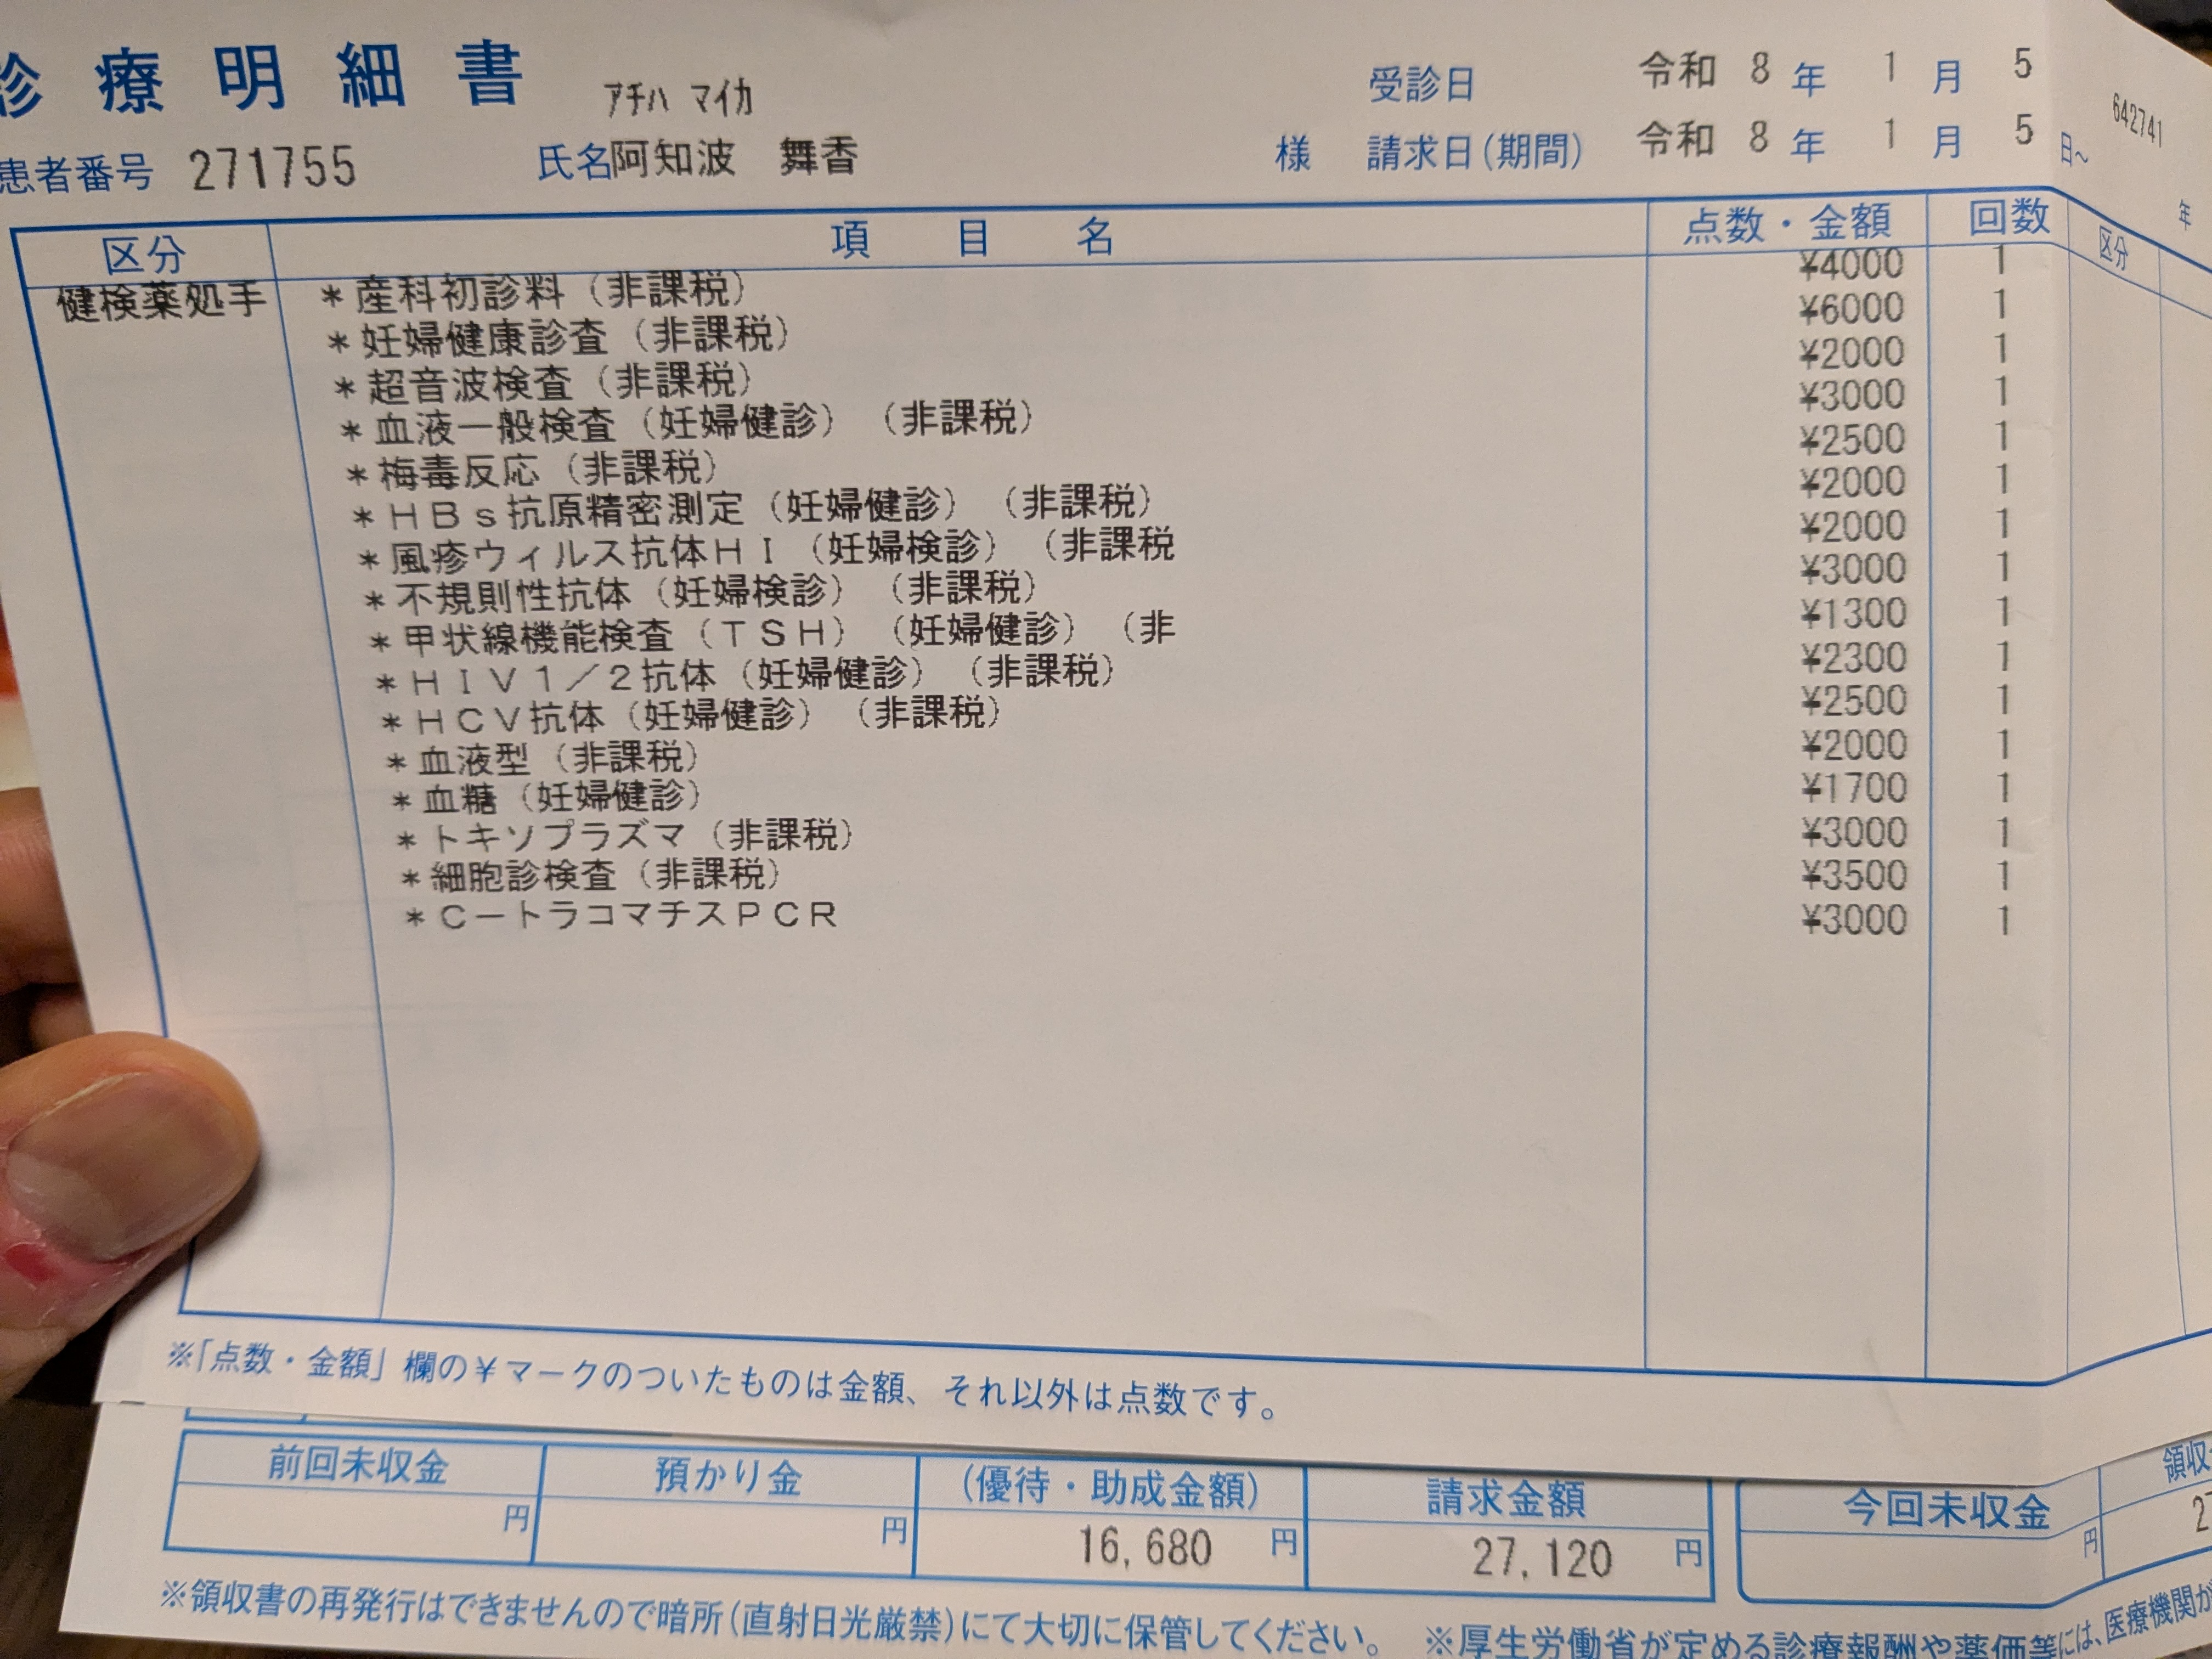 診療明細書
アチハ マイカ
患者番号 271755 氏名 阿知波 舞香 様
受診日 令和 8 年 1 月 5
請求日(期間) 令和 8 年 1 月 5 日~ 年
642741
区分 項目名 点数・金額 回数 区分
健検薬処手 *産科初診料(非課税) ¥4000 1
*妊婦健康診査(非課税) ¥6000 1
*超音波検査(非課税) ¥2000 1
*血液一般検査(妊婦健診) (非課税) ¥3000 1
*梅毒反応(非課税) ¥2500 1
*HBs抗原精密測定(妊婦健診) (非課税) ¥2000 1
*風疹ウィルス抗体HI(妊婦検診) (非課税 ¥2000 1
*不規則性抗体(妊婦検診) (非課税) ¥3000 1
*甲状線機能検査(TSH) (妊婦健診) (非 ¥1300 1
*HIV1/2抗体(妊婦健診) (非課税) ¥2300 1
*HCV抗体(妊婦健診) (非課税) ¥2500 1
*血液型(非課税) ¥2000 1
*血糖(妊婦健診) ¥1700 1
*トキソプラズマ(非課税) ¥3000 1
*細胞診検査(非課税) ¥3500 1
*C-トラコマチスPCR ¥3000 1
※「点数・金額」欄の¥マークのついたものは金額、それ以外は点数です。
前回未収金 預かり金 (優待・助成金額) 請求金額 今回未収金 領収
円 円 16,680 円 27,120 円 円 27
※領収書の再発行はできませんので暗所(直射日光厳禁)にて大切に保管してください。 ※厚生労働省が定める診療報酬や薬価等には、医療機関が